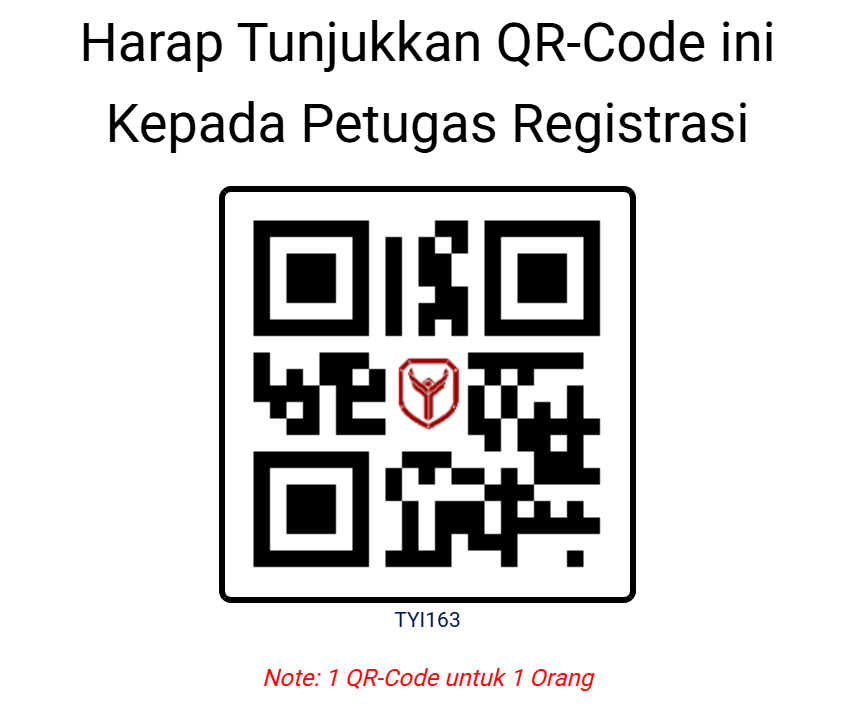 Harap Tunjukkan QR-Code ini
Kepada Petugas Registrasi
TYI163
Note: 1 QR-Code untuk 1 Orang